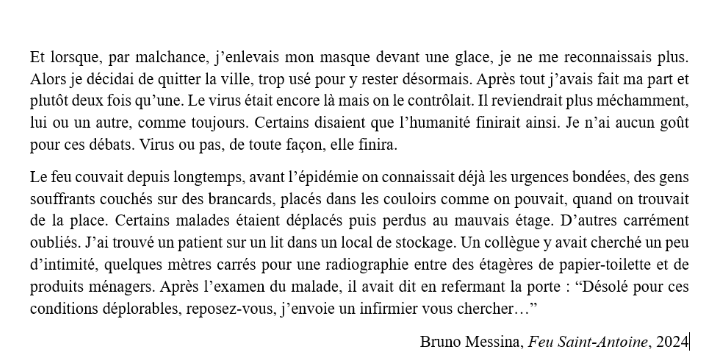 Et lorsque, par malchance, j’enlevais mon masque devant une glace, je ne me reconnaissais plus.
Alors je décidai de quitter la ville, trop usé pour y rester désormais. Après tout j’avais fait ma part et
plutôt deux fois qu’une. Le virus était encore là mais on le contrôlait. Il reviendrait plus méchamment,
lui ou un autre, comme toujours. Certains disaient que l’humanité finirait ainsi. Je n’ai aucun goût
pour ces débats. Virus ou pas, de toute façon, elle finira.
Le feu couvait depuis longtemps, avant l’épidémie on connaissait déjà les urgences bondées, des gens
souffrants couchés sur des brancards, placés dans les couloirs comme on pouvait, quand on trouvait
de la place. Certains malades étaient déplacés puis perdus au mauvais étage. D’autres carrément
oubliés. J’ai trouvé un patient sur un lit dans un local de stockage. Un collègue y avait cherché un peu
d’intimité, quelques mètres carrés pour une radiographie entre des étagères de papier-toilette et de
produits ménagers. Après l’examen du malade, il avait dit en refermant la porte : “Désolé pour ces
conditions déplorables, reposez-vous, j’envoie un infirmier vous chercher…”
Bruno Messina, Feu Saint-Antoine, 2024